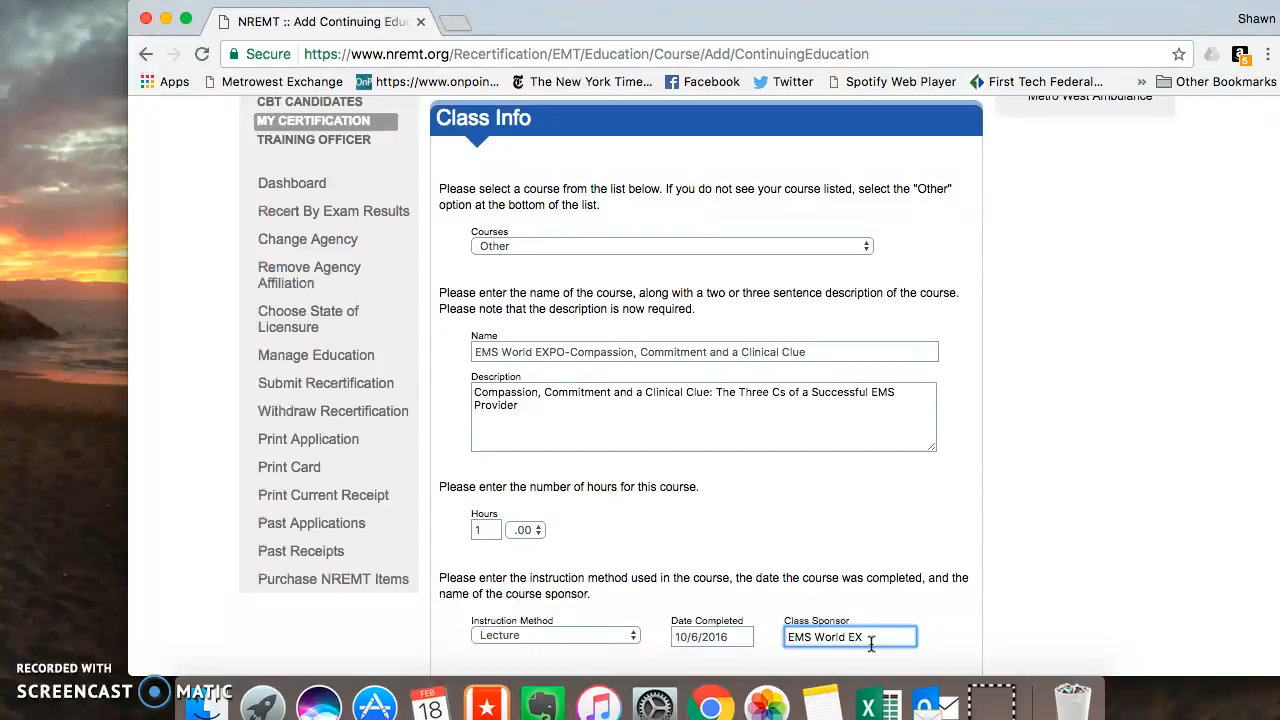 NREMT :: Add Continuing Educ
Shawn
Secure
https://www.nremt.org/Recertification/EMT/Education/Course/Add/ContinuingEducation
5
Apps
Metrowest Exchange
OnP
https://www.onpoin...
The New York Time...
Facebook
Twitter
Spotify Web Player
First Tech Federal...
»
Other Bookmarks
CBT CANDIDATES
MY CERTIFICATION
TRAINING OFFICER
Dashboard
Recert By Exam Results
Change Agency
Remove Agency
Affiliation
Choose State of
Licensure
Manage Education
Submit Recertification
Withdraw Recertification
Print Application
Print Card
Print Current Receipt
Past Applications
Past Receipts
Purchase NREMT Items
Metro West Ambulance
Class Info
Please select a course from the list below. If you do not see your course listed, select the "Other"
option at the bottom of the list.
Courses
Other
Please enter the name of the course, along with a two or three sentence description of the course.
Please note that the description is now required.
Name
EMS World EXPO-Compassion, Commitment and a Clinical Clue
Description
Compassion, Commitment and a Clinical Clue: The Three Cs of a Successful EMS
Provider
Please enter the number of hours for this course.
Hours
1 .00
Please enter the instruction method used in the course, the date the course was completed, and the
name of the course sponsor.
Instruction Method
Lecture
Date Completed
10/6/2016
Class Sponsor
EMS World EX
RECORDED WITH
SCREENCAST MATIC
FEB
18